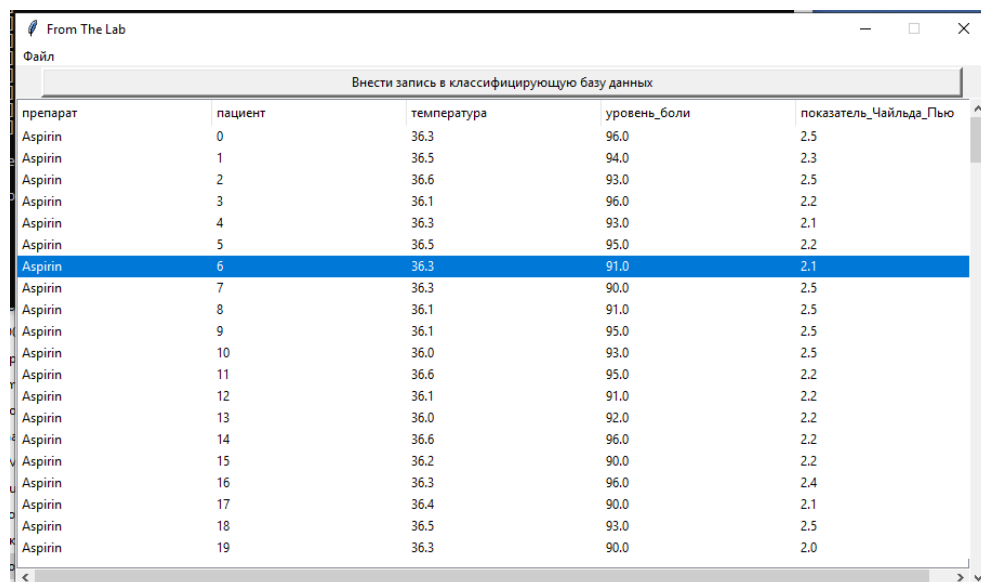 From The Lab
Файл
Внести запись в классифицирующую базу данных
препарат пациент температура уровень_боли показатель_Чайльда_Пью
Aspirin 0 36.3 96.0 2.5
Aspirin 1 36.5 94.0 2.3
Aspirin 2 36.6 93.0 2.5
Aspirin 3 36.1 96.0 2.2
Aspirin 4 36.3 93.0 2.1
Aspirin 5 36.5 95.0 2.2
Aspirin 6 36.3 91.0 2.1
Aspirin 7 36.3 90.0 2.5
Aspirin 8 36.1 91.0 2.5
Aspirin 9 36.1 95.0 2.5
Aspirin 10 36.0 93.0 2.5
Aspirin 11 36.6 95.0 2.2
Aspirin 12 36.1 91.0 2.2
Aspirin 13 36.0 92.0 2.2
Aspirin 14 36.6 96.0 2.2
Aspirin 15 36.2 90.0 2.2
Aspirin 16 36.3 96.0 2.4
Aspirin 17 36.4 90.0 2.1
Aspirin 18 36.5 93.0 2.5
Aspirin 19 36.3 90.0 2.0